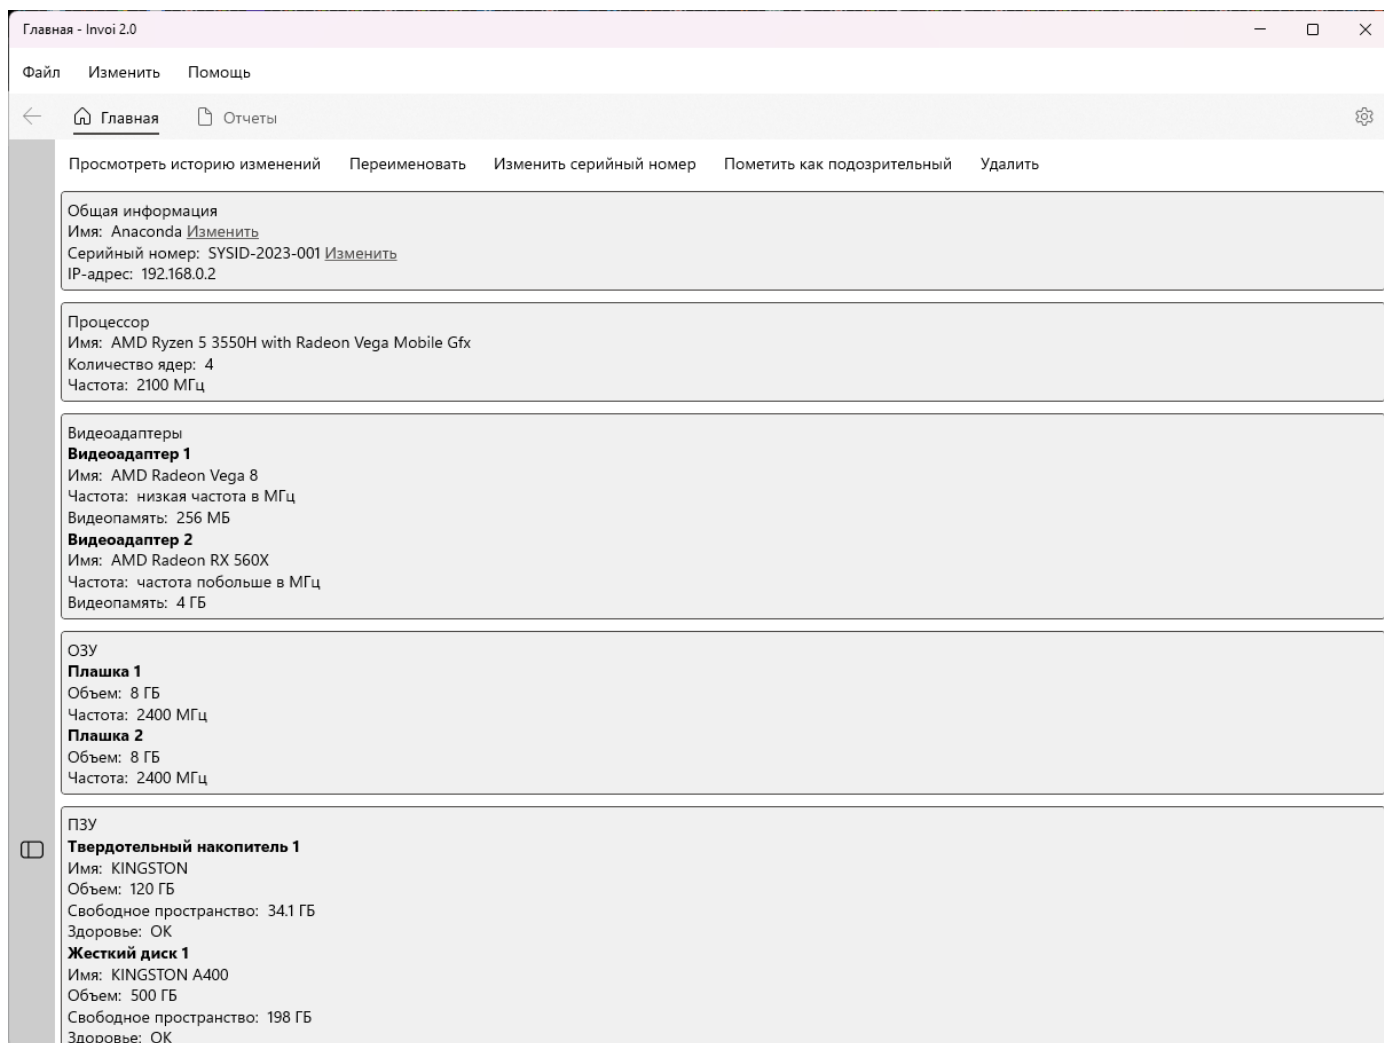 Главная - Invoi 2.0
Файл Изменить Помощь
Главная Отчеты
Просмотреть историю изменений Переименовать Изменить серийный номер Пометить как подозрительный Удалить
Общая информация
Имя: Anaconda Изменить
Серийный номер: SYSID-2023-001 Изменить
IP-адрес: 192.168.0.2
Процессор
Имя: AMD Ryzen 5 3550H with Radeon Vega Mobile Gfx
Количество ядер: 4
Частота: 2100 МГц
Видеоадаптеры
Видеоадаптер 1
Имя: AMD Radeon Vega 8
Частота: низкая частота в МГц
Видеопамять: 256 МБ
Видеоадаптер 2
Имя: AMD Radeon RX 560X
Частота: частота побольше в МГц
Видеопамять: 4 ГБ
ОЗУ
Плашка 1
Объем: 8 ГБ
Частота: 2400 МГц
Плашка 2
Объем: 8 ГБ
Частота: 2400 МГц
ПЗУ
Твердотельный накопитель 1
Имя: KINGSTON
Объем: 120 ГБ
Свободное пространство: 34.1 ГБ
Здоровье: ОК
Жесткий диск 1
Имя: KINGSTON A400
Объем: 500 ГБ
Свободное пространство: 198 ГБ
Здоровье: ОК